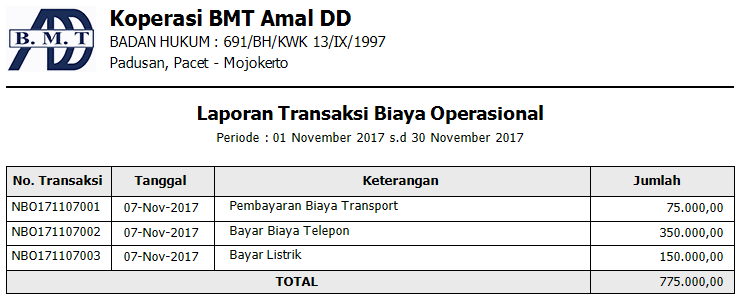 B. M. T
Koperasi BMT Amal DD
BADAN HUKUM : 691/BH/KWK 13/IX/1997
Padusan, Pacet - Mojokerto
Laporan Transaksi Biaya Operasional
Periode : 01 November 2017 s.d 30 November 2017
No. Transaksi Tanggal Keterangan Jumlah
NBO171107001 07-Nov-2017 Pembayaran Biaya Transport 75.000,00
NBO171107002 07-Nov-2017 Bayar Biaya Telepon 350.000,00
NBO171107003 07-Nov-2017 Bayar Listrik 150.000,00
TOTAL 775.000,00